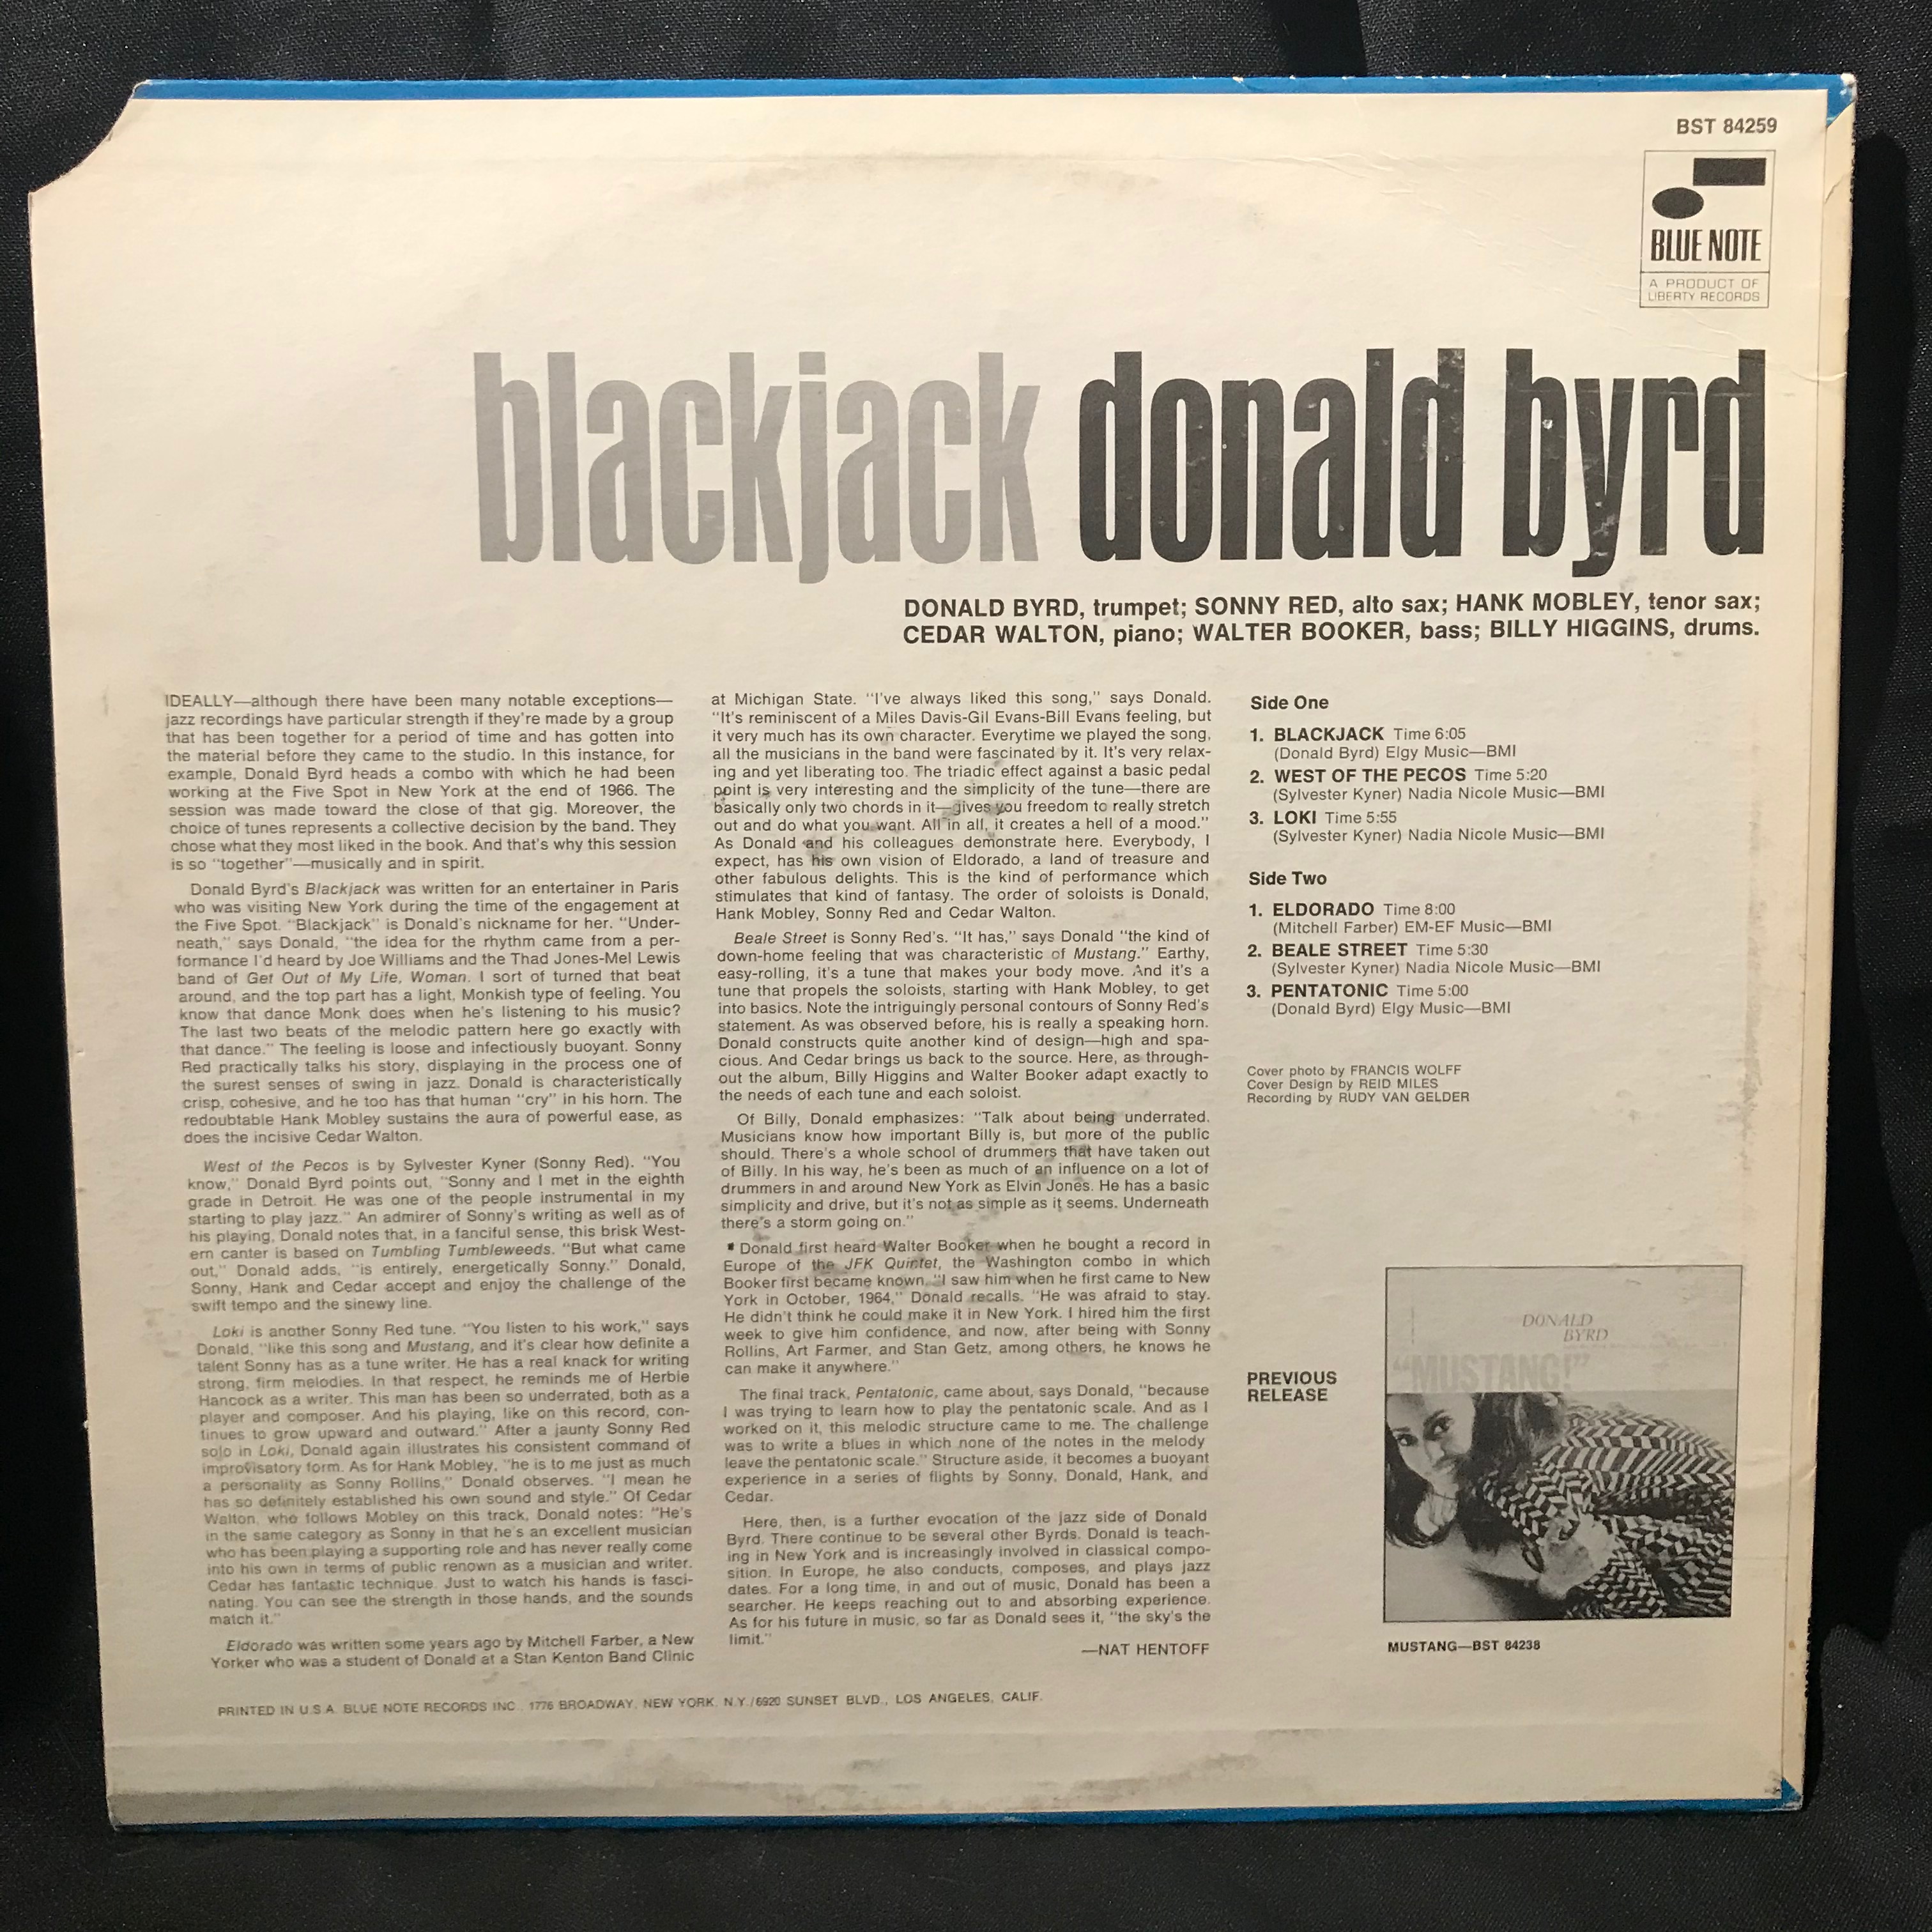 BST 84259
BLUE NOTE
A PRODUCT OF
LIBERTY RECORDS
blackjack donald byrd
DONALD BYRD, trumpet; SONNY RED, alto sax; HANK MOBLEY, tenor sax;
CEDAR WALTON, piano; WALTER BOOKER, bass; BILLY HIGGINS, drums.
IDEALLY—although there have been many notable exceptions—
jazz recordings have particular strength if they're made by a group
that has been together for a period of time and has gotten into
the material before they came to the studio. In this instance, for
example, Donald Byrd heads a combo with which he had been
working at the Five Spot in New York at the end of 1966. The
session was made toward the close of that gig. Moreover, the
choice of tunes represents a collective decision by the band. They
chose what they most liked in the book. And that's why this session
is so "together"—musically and in spirit.
Donald Byrd's Blackjack was written for an entertainer in Paris
who was visiting New York during the time of the engagement at
the Five Spot. "Blackjack" is Donald's nickname for her. "Under-
neath," says Donald, "the idea for the rhythm came from a per-
formance I'd heard by Joe Williams and the Thad Jones-Mel Lewis
band of Get Out of My Life, Woman. I sort of turned that beat
around, and the top part has a light, Monkish type of feeling. You
know that dance Monk does when he's listening to his music?
The last two beats of the melodic pattern here go exactly with
that dance." The feeling is loose and infectiously buoyant. Sonny
Red practically talks his story, displaying in the process one of
the surest senses of swing in jazz. Donald is characteristically
crisp, cohesive, and he too has that human "cry" in his horn. The
redoubtable Hank Mobley sustains the aura of powerful ease, as
does the incisive Cedar Walton.
West of the Pecos is by Sylvester Kyner (Sonny Red). "You
know," Donald Byrd points out, "Sonny and I met in the eighth
grade in Detroit. He was one of the people instrumental in my
starting to play jazz." An admirer of Sonny's writing as well as of
his playing, Donald notes that, in a fanciful sense, this brisk West-
ern canter is based on Tumbling Tumbleweeds. "But what came
out," Donald adds, "is entirely, energetically Sonny." Donald,
Sonny, Hank and Cedar accept and enjoy the challenge of the
swift tempo and the sinewy line.
Loki is another Sonny Red tune. "You listen to his work," says
Donald, "like this song and Mustang, and it's clear how definite a
talent Sonny has as a tune writer. He has a real knack for writing
strong, firm melodies. In that respect, he reminds me of Herbie
Hancock as a writer. This man has been so underrated, both as a
player and composer. And his playing, like on this record, con-
tinues to grow upward and outward." After a jaunty Sonny Red
solo in Loki, Donald again illustrates his consistent command of
improvisatory form. As for Hank Mobley, "he is to me just as much
a personality as Sonny Rollins," Donald observes. "I mean he
has so definitely established his own sound and style." Of Cedar
Walton, who follows Mobley on this track, Donald notes: "He's
in the same category as Sonny in that he's an excellent musician
who has been playing a supporting role and has never really come
into his own in terms of public renown as a musician and writer.
Cedar has fantastic technique. Just to watch his hands is fasci-
nating. You can see the strength in those hands, and the sounds
match it."
Eldorado was written some years ago by Mitchell Farber, a New
Yorker who was a student of Donald at a Stan Kenton Band Clinic
at Michigan State. "I've always liked this song," says Donald.
"It's reminiscent of a Miles Davis-Gil Evans-Bill Evans feeling, but
it very much has its own character. Everytime we played the song,
all the musicians in the band were fascinated by it. It's very relax-
ing and yet liberating too. The triadic effect against a basic pedal
point is very interesting and the simplicity of the tune—there are
basically only two chords in it—gives you freedom to really stretch
out and do what you want. All in all, it creates a hell of a mood."
As Donald and his colleagues demonstrate here. Everybody, I
expect, has his own vision of Eldorado, a land of treasure and
other fabulous delights. This is the kind of performance which
stimulates that kind of fantasy. The order of soloists is Donald,
Hank Mobley, Sonny Red and Cedar Walton.
Beale Street is Sonny Red's. "It has," says Donald "the kind of
down-home feeling that was characteristic of Mustang." Earthy,
easy-rolling, it's a tune that makes your body move. And it's a
tune that propels the soloists, starting with Hank Mobley, to get
into basics. Note the intriguingly personal contours of Sonny Red's
statement. As was observed before, his is really a speaking horn.
Donald constructs quite another kind of design—high and spa-
cious. And Cedar brings us back to the source. Here, as through-
out the album, Billy Higgins and Walter Booker adapt exactly to
the needs of each tune and each soloist.
Of Billy, Donald emphasizes: "Talk about being underrated.
Musicians know how important Billy is, but more of the public
should. There's a whole school of drummers that have taken out
of Billy. In his way, he's been as much of an influence on a lot of
drummers in and around New York as Elvin Jones. He has a basic
simplicity and drive, but it's not as simple as it seems. Underneath
there's a storm going on."
Donald first heard Walter Booker when he bought a record in
Europe of the JFK Quintet, the Washington combo in which
Booker first became known. "I saw him when he first came to New
York in October, 1964," Donald recalls. "He was afraid to stay.
He didn't think he could make it in New York. I hired him the first
week to give him confidence, and now, after being with Sonny
Rollins, Art Farmer, and Stan Getz, among others, he knows he
can make it anywhere."
The final track, Pentatonic, came about, says Donald, "because
I was trying to learn how to play the pentatonic scale. And as I
worked on it, this melodic structure came to me. The challenge
was to write a blues in which none of the notes in the melody
leave the pentatonic scale." Structure aside, it becomes a buoyant
experience in a series of flights by Sonny, Donald, Hank, and
Cedar.
Here, then, is a further evocation of the jazz side of Donald
Byrd. There continue to be several other Byrds. Donald is teach-
ing in New York and is increasingly involved in classical compo-
sition. In Europe, he also conducts, composes, and plays jazz
dates. For a long time, in and out of music, Donald has been a
searcher. He keeps reaching out to and absorbing experience.
As for his future in music, so far as Donald sees it, "the sky's the
limit."
—NAT HENTOFF
Side One
1. BLACKJACK Time 6:05
(Donald Byrd) Elgy Music—BMI
2. WEST OF THE PECOS Time 5:20
(Sylvester Kyner) Nadia Nicole Music—BMI
3. LOKI Time 5:55
(Sylvester Kyner) Nadia Nicole Music—BMI
Side Two
1. ELDORADO Time 8:00
(Mitchell Farber) EM-EF Music—BMI
2. BEALE STREET Time 5:30
(Sylvester Kyner) Nadia Nicole Music—BMI
3. PENTATONIC Time 5:00
(Donald Byrd) Elgy Music—BMI
Cover photo by FRANCIS WOLFF
Cover Design by REID MILES
Recording by RUDY VAN GELDER
PREVIOUS
RELEASE
DONALD
BYRD
"MUSTANG!"
MUSTANG—BST 84238
PRINTED IN U.S.A. BLUE NOTE RECORDS INC., 1776 BROADWAY, NEW YORK, N.Y./6920 SUNSET BLVD., LOS ANGELES, CALIF.